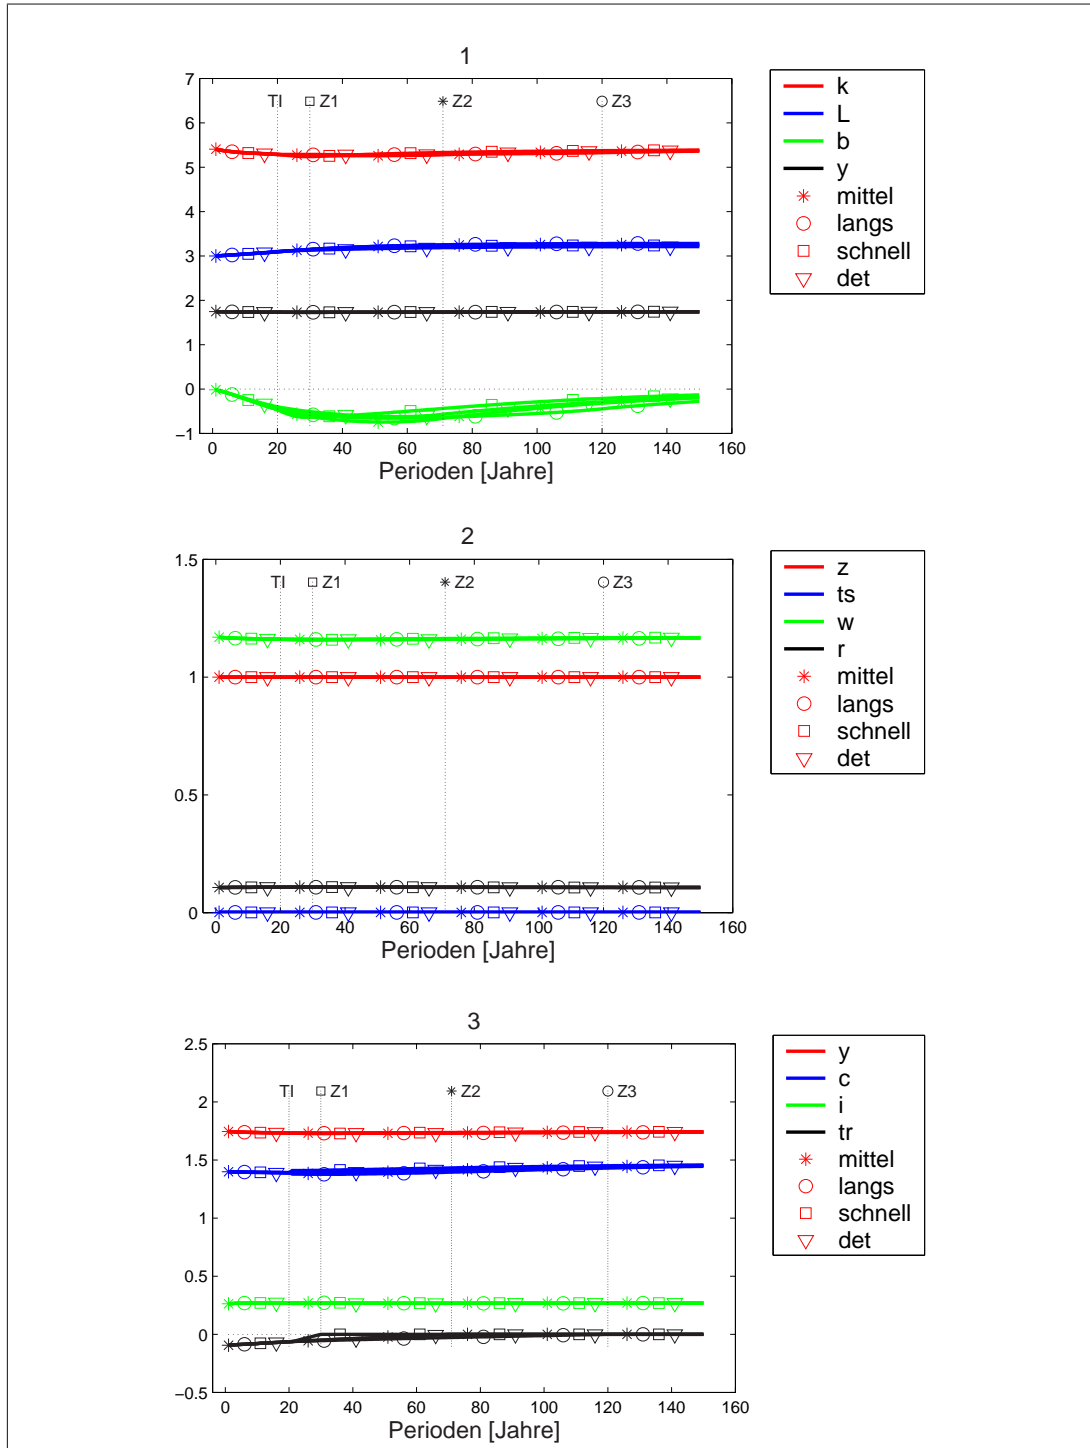 1
7
6
5
4
3
2
1
0
−1
TI Z1 Z2 Z3
0 20 40 60 80 100 120 140 160
Perioden [Jahre]
k
L
b
y
mittel
langs
schnell
det
2
1.5
1
0.5
0
TI Z1 Z2 Z3
0 20 40 60 80 100 120 140 160
Perioden [Jahre]
z
ts
w
r
mittel
langs
schnell
det
3
2.5
2
1.5
1
0.5
0
−0.5
TI Z1 Z2 Z3
0 20 40 60 80 100 120 140 160
Perioden [Jahre]
y
c
i
tr
mittel
langs
schnell
det